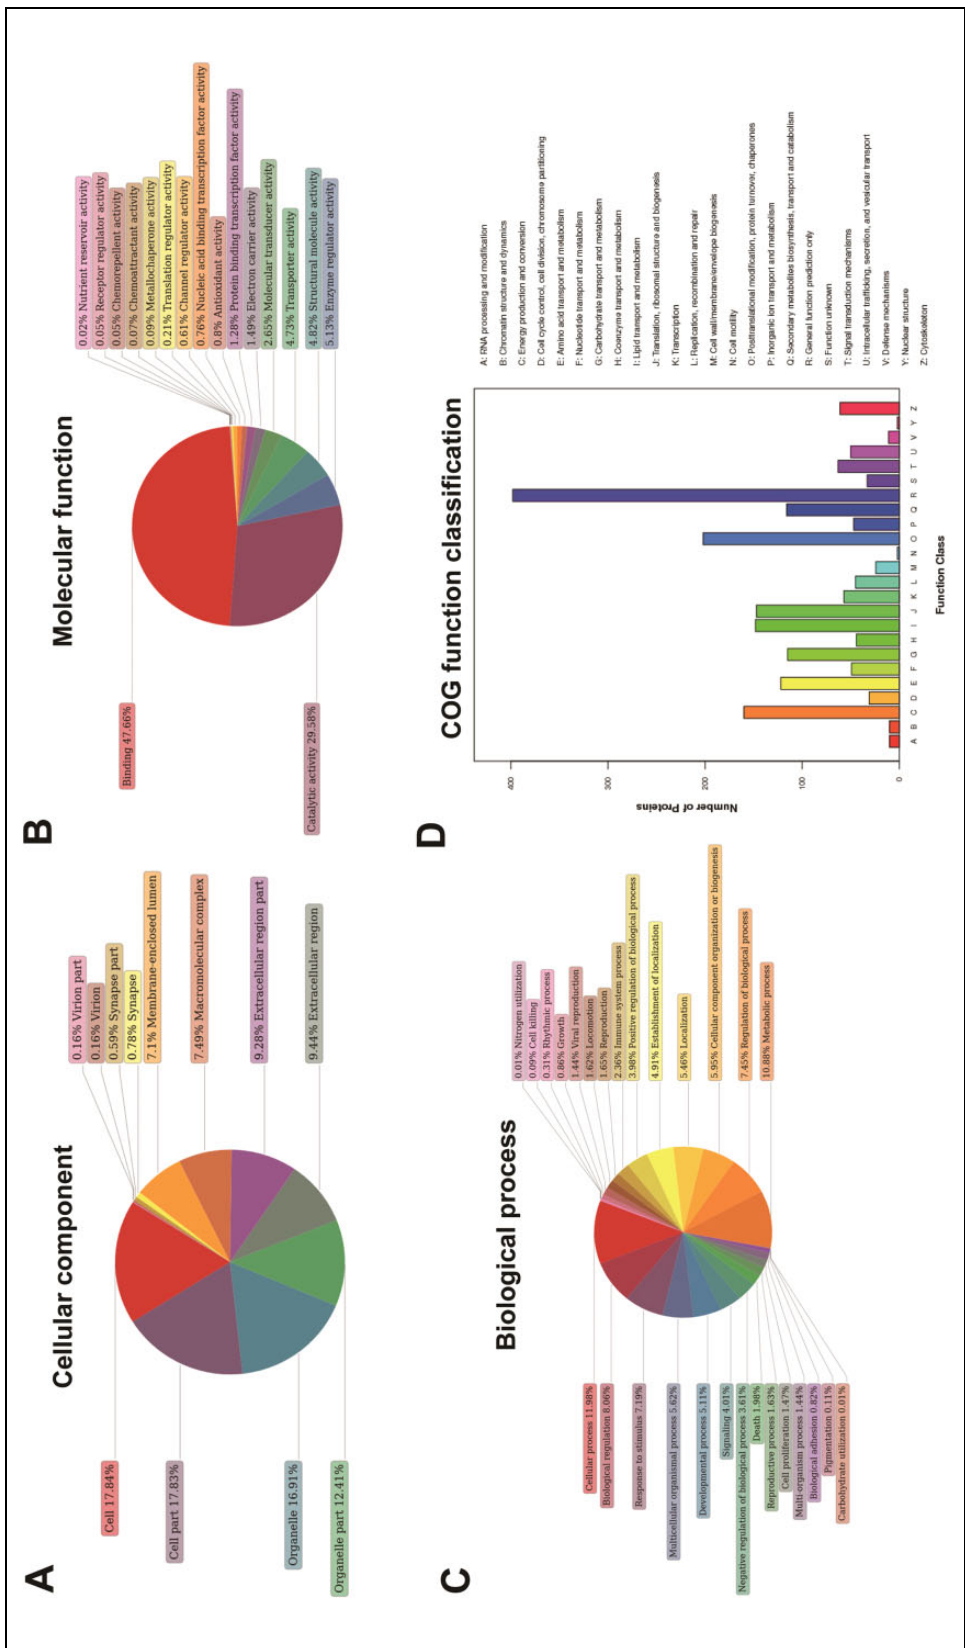 A
Cellular component
Cell 17.84%
Cell part 17.83%
Organelle 16.91%
Organelle part 12.41%
0.16% Virion part
0.16% Virion
0.59% Synapse part
0.78% Synapse
7.1% Membrane-enclosed lumen
7.49% Macromolecular complex
9.28% Extracellular region part
9.44% Extracellular region
B
Molecular function
Binding 47.66%
Catalytic activity 29.58%
0.02% Nutrient reservoir activity
0.05% Receptor regulator activity
0.05% Chemorepellent activity
0.07% Chemoattractant activity
0.09% Metallochaperone activity
0.21% Translation regulator activity
0.61% Channel regulator activity
0.76% Nucleic acid binding transcription factor activity
0.8% Antioxidant activity
1.28% Protein binding transcription factor activity
1.49% Electron carrier activity
2.65% Molecular transducer activity
4.73% Transporter activity
4.82% Structural molecule activity
5.13% Enzyme regulator activity
C
Biological process
Cellular process 11.98%
Biological regulation 8.06%
Response to stimulus 7.19%
Multicellular organismal process 5.62%
Developmental process 5.11%
Signaling 4.01%
Negative regulation of biological process 3.61%
Death 1.98%
Reproductive process 1.63%
Cell proliferation 1.47%
Multi-organism process 1.44%
Biological adhesion 0.82%
Pigmentation 0.11%
Carbohydrate utilization 0.01%
0.01% Nitrogen utilization
0.09% Cell killing
0.31% Rhythmic process
0.86% Growth
1.44% Viral reproduction
1.62% Locomotion
1.65% Reproduction
2.36% Immune system process
3.98% Positive regulation of biological process
4.91% Establishment of localization
5.46% Localization
5.95% Cellular component organization or biogenesis
7.45% Regulation of biological process
10.88% Metabolic process
D
COG function classification
Number of Proteins
400
300
200
100
0
A B C D E F G H I J K L M N O P Q R S T U V Y Z
Function Class
A: RNA processing and modification
B: Chromatin structure and dynamics
C: Energy production and conversion
D: Cell cycle control, cell division, chromosome partitioning
E: Amino acid transport and metabolism
F: Nucleotide transport and metabolism
G: Carbohydrate transport and metabolism
H: Coenzyme transport and metabolism
I: Lipid transport and metabolism
J: Translation, ribosomal structure and biogenesis
K: Transcription
L: Replication, recombination and repair
M: Cell wall/membrane/envelope biogenesis
N: Cell motility
O: Posttranslational modification, protein turnover, chaperones
P: Inorganic ion transport and metabolism
Q: Secondary metabolites biosynthesis, transport and catabolism
R: General function prediction only
S: Function unknown
T: Signal transduction mechanisms
U: Intracellular trafficking, secretion, and vesicular transport
V: Defense mechanisms
Y: Nuclear structure
Z: Cytoskeleton